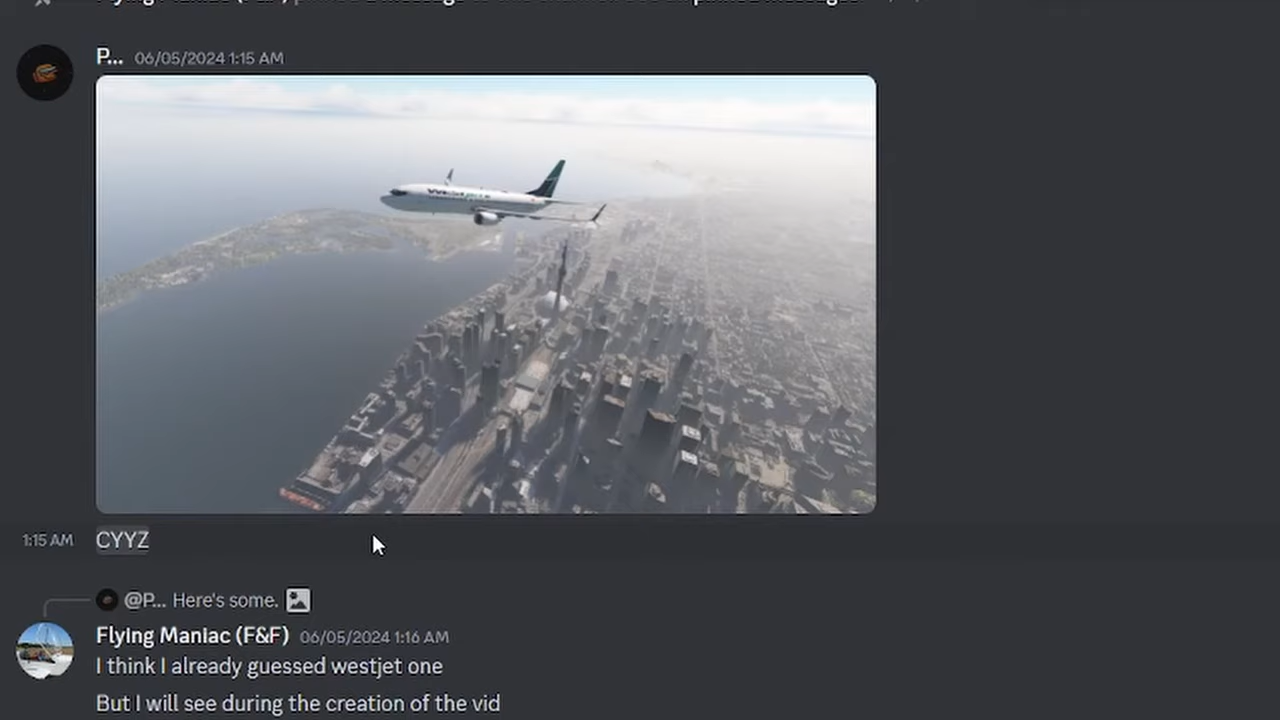 P... 06/05/2024 1:15 AM
westjet
1:15 AM CYYZ
@P... Here's some.
Flying Maniac (F&F) 06/05/2024 1:16 AM
I think I already guessed westjet one
But I will see during the creation of the vid